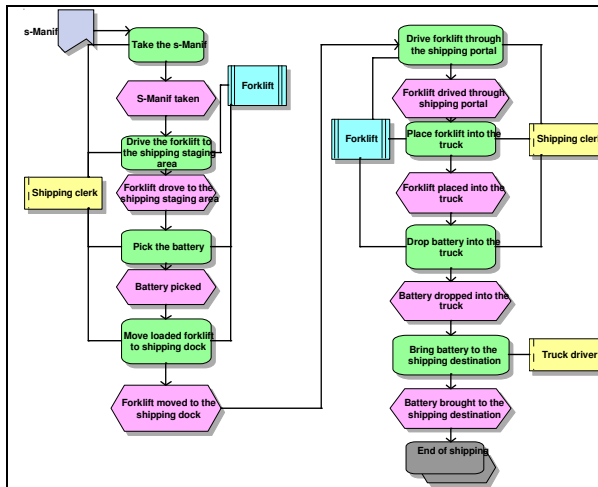 s-Manif
Take the s-Manif
S-Manif taken
Forklift
Drive the forklift to
the shipping staging
area
Forklift drove to the
shipping staging area
Shipping clerk
Pick the battery
Battery picked
Move loaded forklift
to shipping dock
Forklift moved to the
shipping dock
Drive forklift through
the shipping portal
Forklift drived through
shipping portal
Forklift
Place forklift into the
truck
Shipping clerk
Forklift placed into the
truck
Drop battery into the
truck
Battery dropped into the
truck
Bring battery to the
shipping destination
Truck driver
Battery brought to the
shipping destination
End of shipping